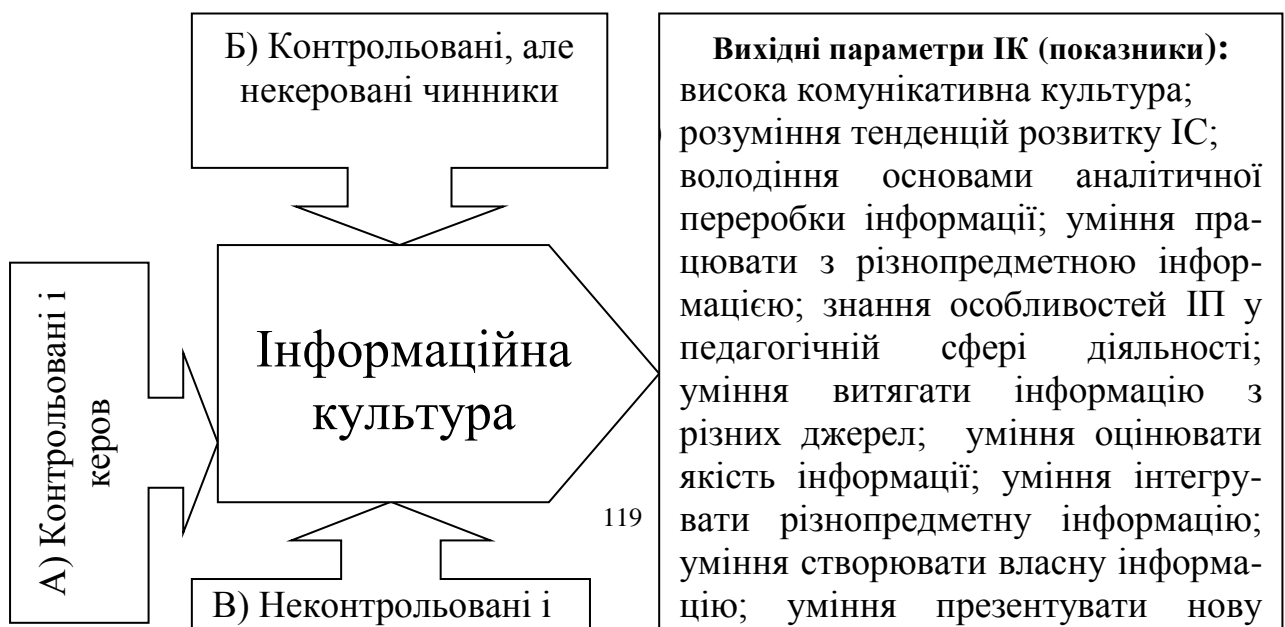 Б) Контрольовані, але
некеровані чинники
А) Контрольовані і
керов
Інформаційна
культура
В) Неконтрольовані і
119
Вихідні параметри ІК (показники):
висока комунікативна культура;
розуміння тенденцій розвитку ІС;
володіння основами аналітичної
переробки інформації; уміння пра-
цювати з різнопредметною інфор-
мацією; знання особливостей ІП у
педагогічній сфері діяльності;
уміння витягати інформацію з
різних джерел; уміння оцінювати
якість інформації; уміння інтегру-
вати різнопредметну інформацію;
уміння створювати власну інформа-
цію; уміння презентувати нову